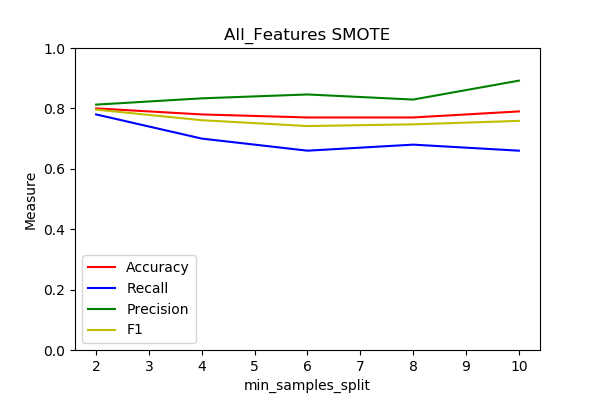 All_Features SMOTE
1.0
0.8
0.6
0.4
0.2
0.0
Measure
Accuracy
Recall
Precision
F1
2 3 4 5 6 7 8 9 10
min_samples_split